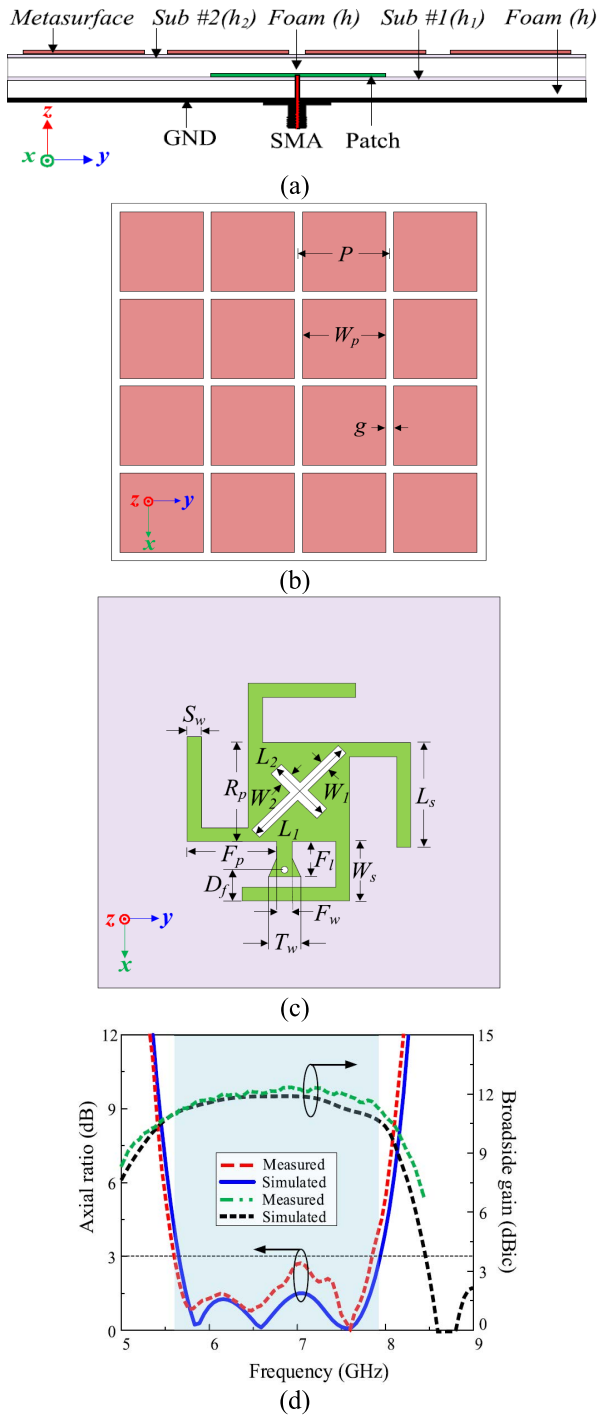 Metasurface Sub #2(h2) Foam (h) Sub #1(h1) Foam (h)
z
x y
GND SMA Patch
(a)
P
Wp
g
z y
x
(b)
Sw
L2
W1
Rp W2 Ls
L1
Fp Fl
Df Ws
Fw
Tw
z y
x
(c)
12 15
9 12
9
6
6
3
3
0 0
Axial ratio (dB)
Broadside gain (dBic)
Measured
Simulated
Measured
Simulated
5 6 7 8 9
Frequency (GHz)
(d)